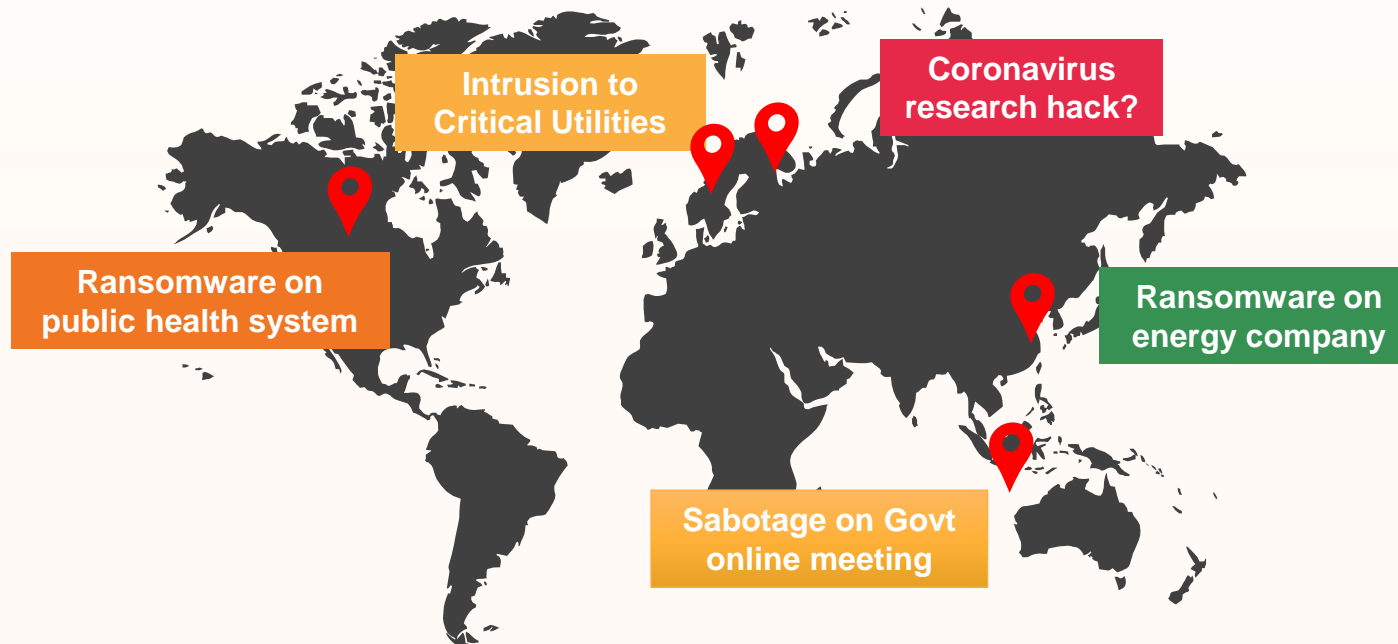 Intrusion to
Critical Utilities
Coronavirus
research hack?
Ransomware on
public health system
Ransomware on
energy company
Sabotage on Govt
online meeting